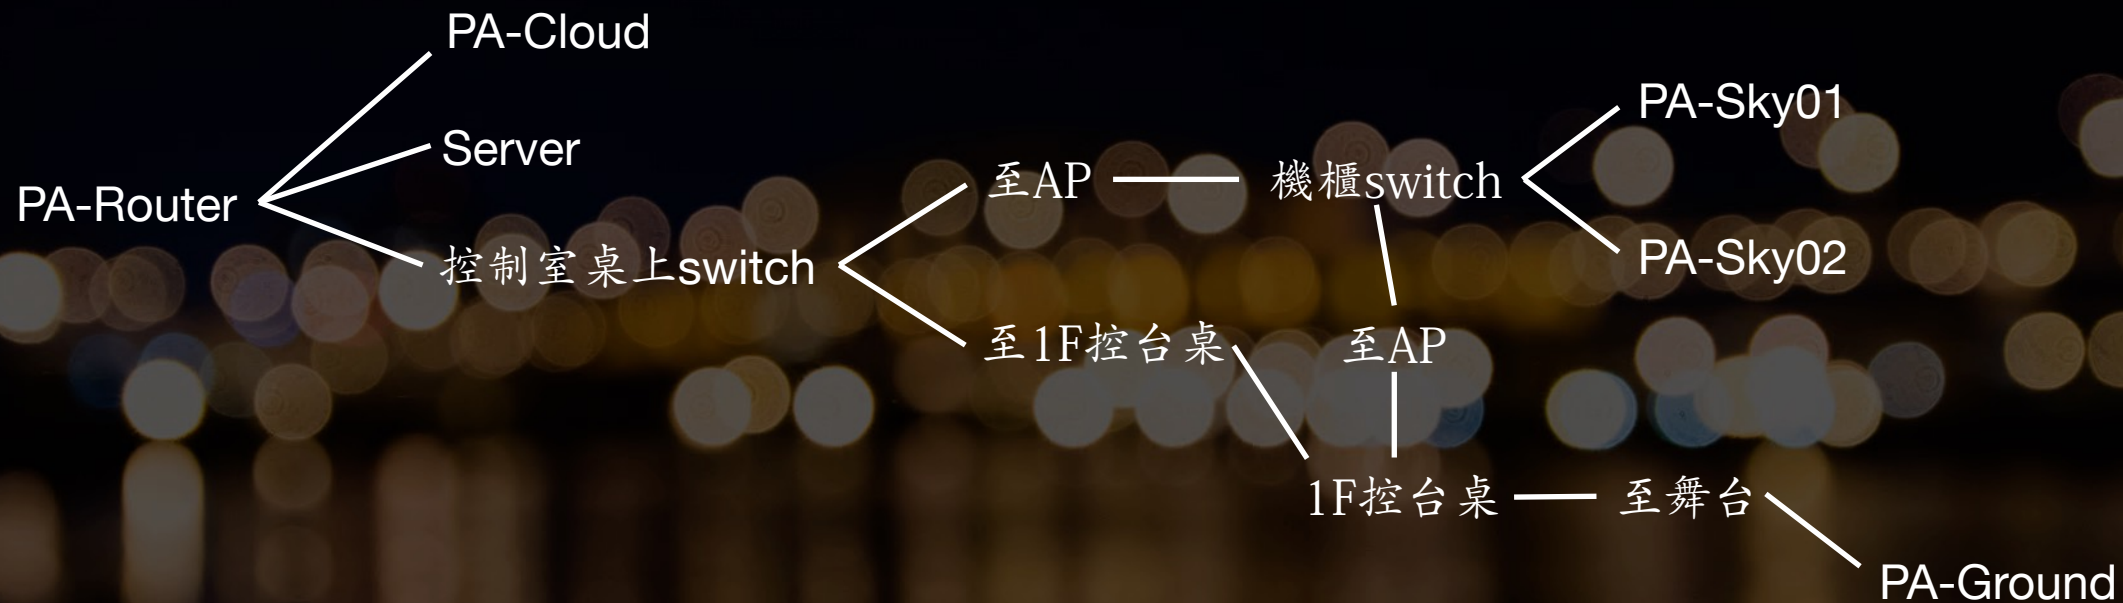 PA-Cloud
PA-Sky01
Server
至AP
機櫃switch
PA-Router
PA-Sky02
控制室桌上switch
至1F控台桌
至AP
1F控台桌
至舞台
PA-Ground